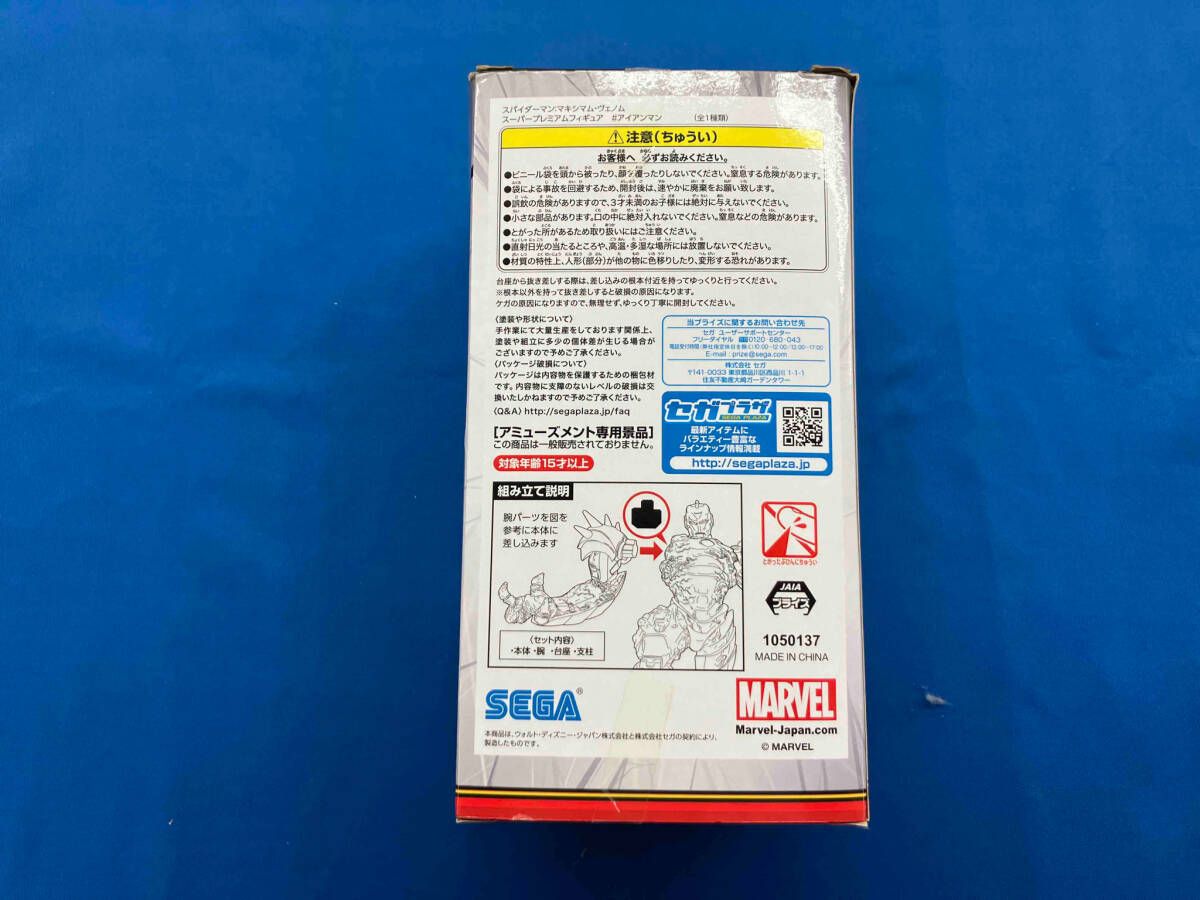 スパイダーマン:マキシマム・ヴェノム
スーパープレミアムフィギュア #アイアンマン (全1種類)
注意(ちゅうい)
お客様へ 必ずお読みください。
●ビニール袋を頭から被ったり、顔を覆ったりしないでください。窒息する危険があります。
●袋による事故を回避するため、開封後は、速やかに廃棄をお願い致します。
●誤飲の危険がありますので、3才未満のお子様には絶対に与えないでください。
●小さな部品があります。口の中に絶対入れないでください。窒息などの危険があります。
●とがった所があるため取り扱いにはご注意ください。
●直射日光の当たるところや、高温・多湿な場所には放置しないでください。
●材質の特性上、人形(部分)が他の物に色移りしたり、変形する恐れがあります。
台座から抜き差しする際は、差し込みの根本付近を持ってゆっくりと行ってください。
※根本以外を持って抜き差しすると破損の原因になります。
ケガの原因になりますので、無理せず、ゆっくり丁寧に開封してください。
〈塗装や形状について〉
手作業にて大量生産をしております関係上、
塗装や組立に多少の個体差が生じる場合が
ございますので予めご了承ください。
〈パッケージ破損について〉
パッケージは内容物を保護するための梱包材
です。内容物に支障のないレベルの破損は交
換いたしかねますので予めご了承ください。
〈Q&A〉http://segaplaza.jp/faq
[アミューズメント専用景品]
この商品は一般販売されておりません。
対象年齢15才以上
当プライズに関するお問い合わせ先
セガ ユーザーサポートセンター
フリーダイヤル 0120-680-043
電話受付時間(弊社指定休日を除く)10:00-12:00/13:00-17:00
E-mail : prize@sega.com
株式会社 セガ
〒141-0033 東京都品川区西品川 1-1-1
住友不動産大崎ガーデンタワー
セガプラザ
SEGA PLAZA
最新アイテムに
バラエティー豊富な
ラインナップ情報満載
http://segaplaza.jp
組み立て説明
腕パーツを図を
参考に本体に
差し込みます
〈セット内容〉
・本体・腕・台座・支柱
とがったぶひんにちゅうい
JAIA
プライズ
1050137
MADE IN CHINA
SEGA®
MARVEL
Marvel-Japan.com
© MARVEL
本商品は、ウォルト・ディズニー・ジャパン株式会社と株式会社セガの契約により、
製造したものです。